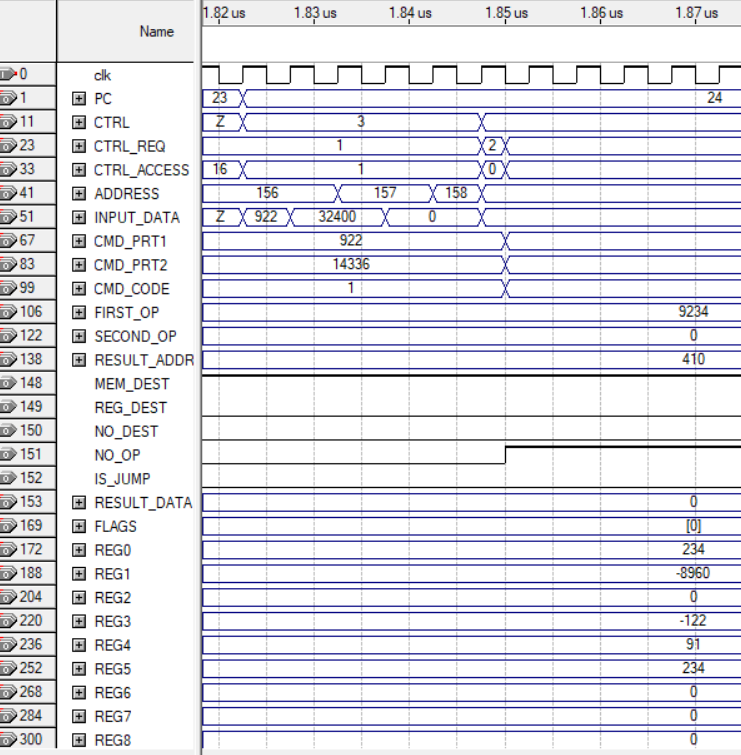 1.82 us 1.83 us 1.84 us 1.85 us 1.86 us 1.87 us
Name
0 clk
1 PC 23 24
11 CTRL Z 3
23 CTRL_REQ 1 2
33 CTRL_ACCESS 16 1 0
41 ADDRESS 156 157 158
51 INPUT_DATA Z 922 32400 0
67 CMD_PRT1 922
83 CMD_PRT2 14336
99 CMD_CODE 1
106 FIRST_OP 9234
122 SECOND_OP 0
138 RESULT_ADDR 410
148 MEM_DEST
149 REG_DEST
150 NO_DEST
151 NO_OP
152 IS_JUMP
153 RESULT_DATA 0
169 FLAGS [0]
172 REG0 234
188 REG1 -8960
204 REG2 0
220 REG3 -122
236 REG4 91
252 REG5 234
268 REG6 0
284 REG7 0
300 REG8 0